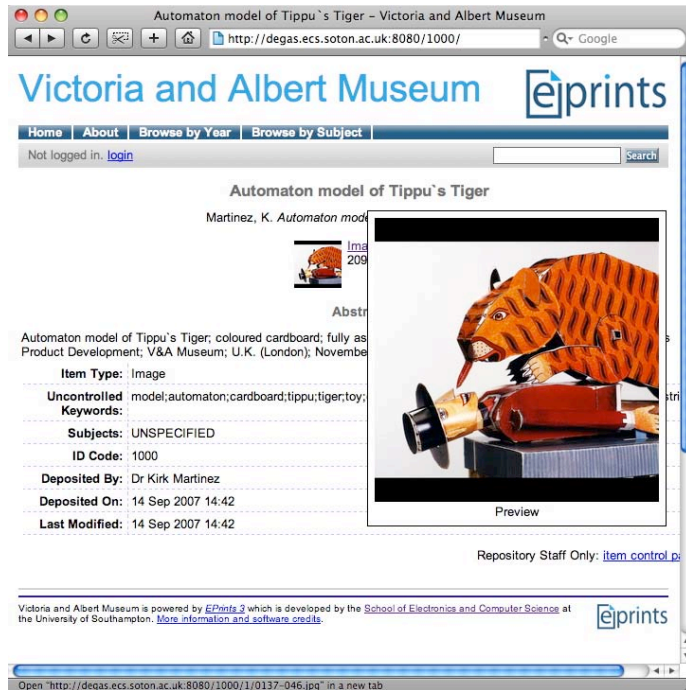 Automaton model of Tippu`s Tiger – Victoria and Albert Museum
http://degas.ecs.soton.ac.uk:8080/1000/
Google
Victoria and Albert Museum
eprints
Home About Browse by Year Browse by Subject
Not logged in. login
Search
Automaton model of Tippu`s Tiger
Martinez, K. Automaton mode
Ima
209
Abstr
Automaton model of Tippu`s Tiger; coloured cardboard; fully as s
Product Development; V&A Museum; U.K. (London); Novembe
Item Type: Image
Uncontrolled Keywords: model;automaton;cardboard;tippu;tiger;toy; stri
Subjects: UNSPECIFIED
ID Code: 1000
Deposited By: Dr Kirk Martinez
Deposited On: 14 Sep 2007 14:42
Last Modified: 14 Sep 2007 14:42
Preview
Repository Staff Only: item control pa
Victoria and Albert Museum is powered by EPrints 3 which is developed by the School of Electronics and Computer Science at
the University of Southampton. More information and software credits.
eprints
Open "http://degas.ecs.soton.ac.uk:8080/1000/1/0137-046.jpg" in a new tab